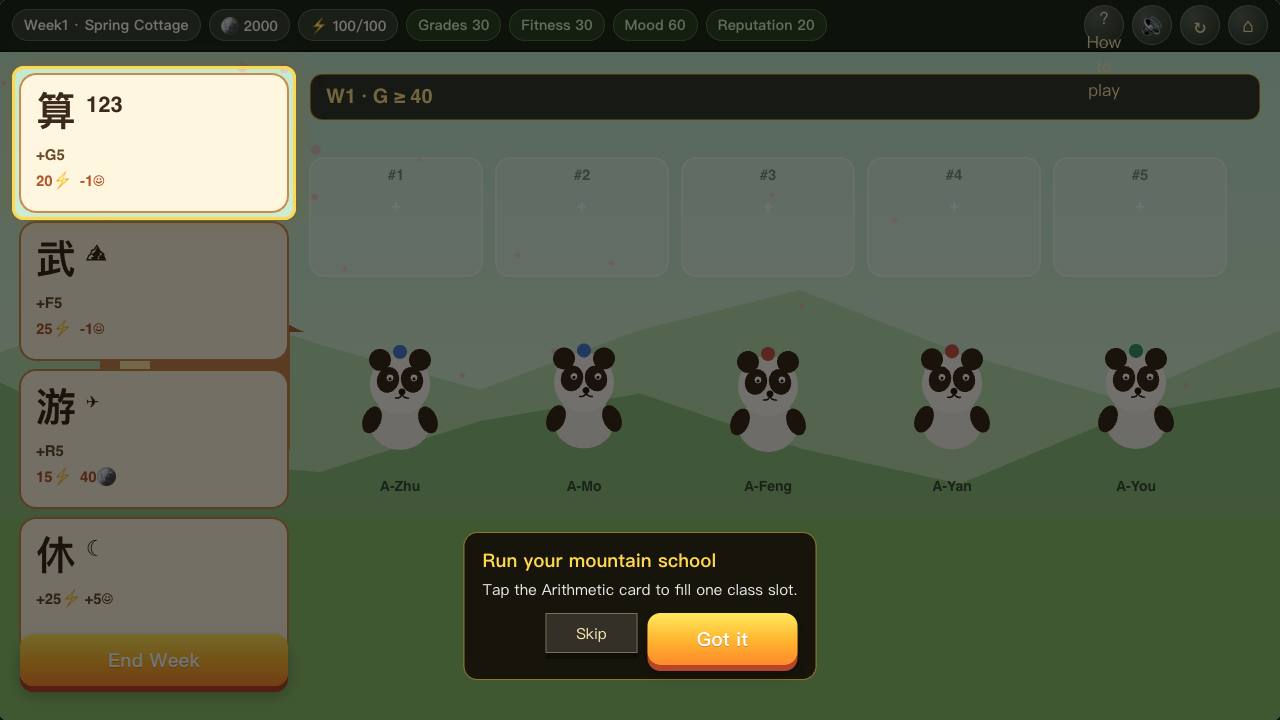 Week1 · Spring Cottage
2000
⚡ 100/100
Grades 30
Fitness 30
Mood 60
Reputation 20
?
How
to
play
算 123
+G5
20⚡ -1☺
武
+F5
25⚡ -1☺
游
+R5
15⚡ 40
休
+25⚡ +5☺
End Week
W1 · G ≥ 40
#1
+
#2
+
#3
+
#4
+
#5
+
A-Zhu
A-Mo
A-Feng
A-Yan
A-You
Run your mountain school
Tap the Arithmetic card to fill one class slot.
Skip
Got it